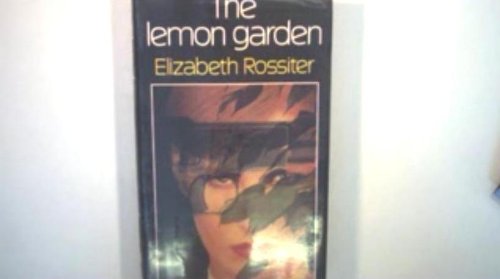 The
lemon garden
Elizabeth Rossiter